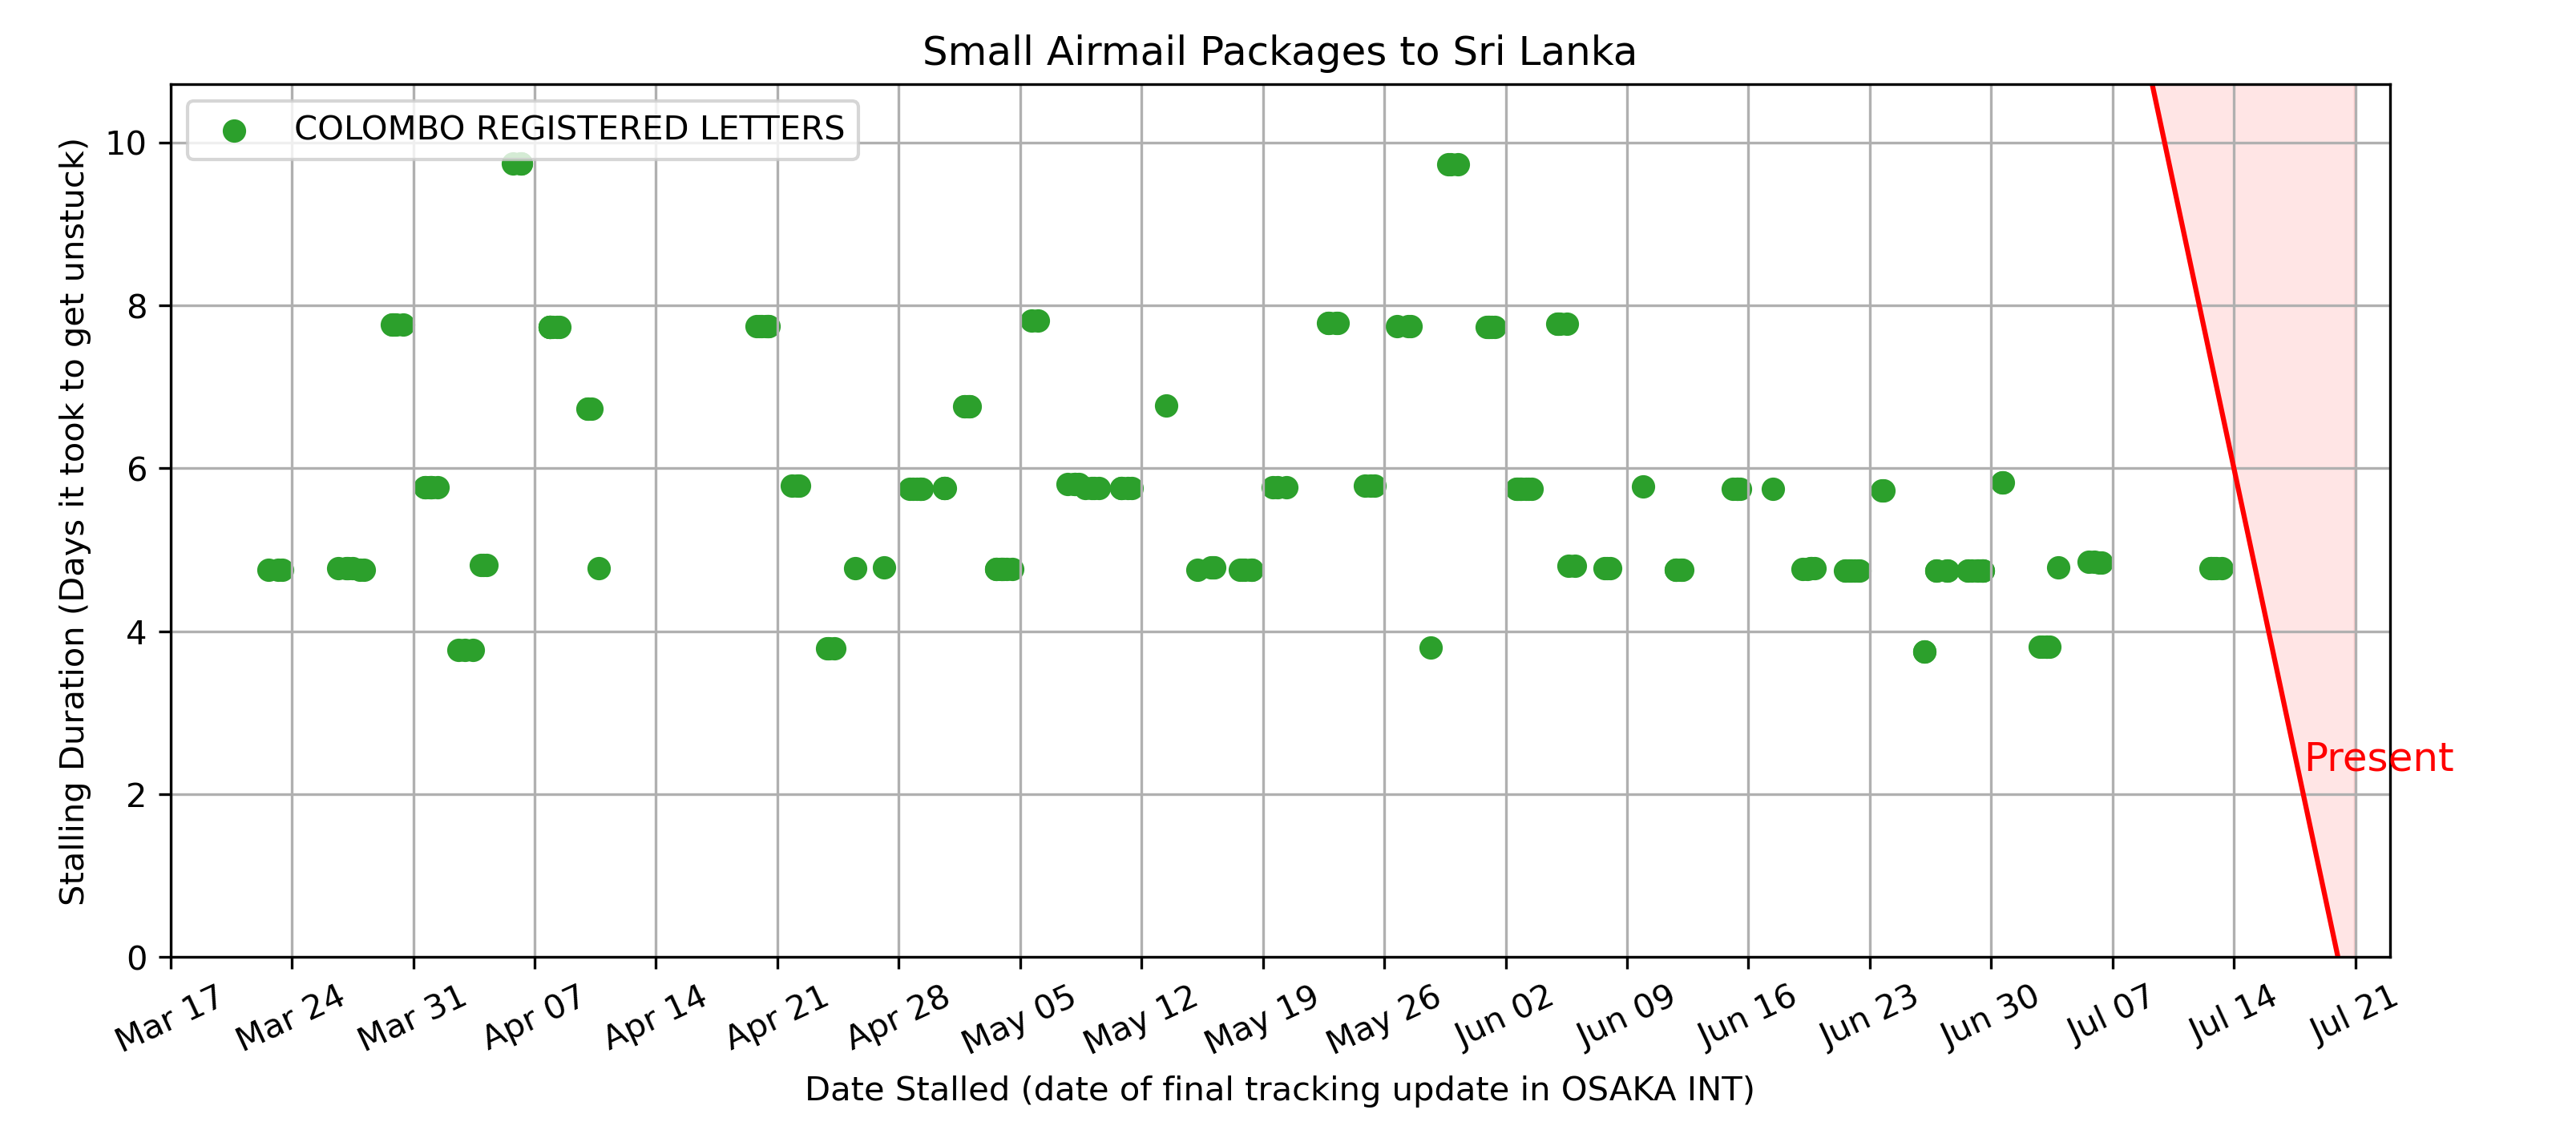 Small Airmail Packages to Sri Lanka
COLOMBO REGISTERED LETTERS
Stalling Duration (Days it took to get unstuck)
10
8
6
4
2
0
Present
Mar 17
Mar 24
Mar 31
Apr 07
Apr 14
Apr 21
Apr 28
May 05
May 12
May 19
May 26
Jun 02
Jun 09
Jun 16
Jun 23
Jun 30
Jul 07
Jul 14
Jul 21
Date Stalled (date of final tracking update in OSAKA INT)